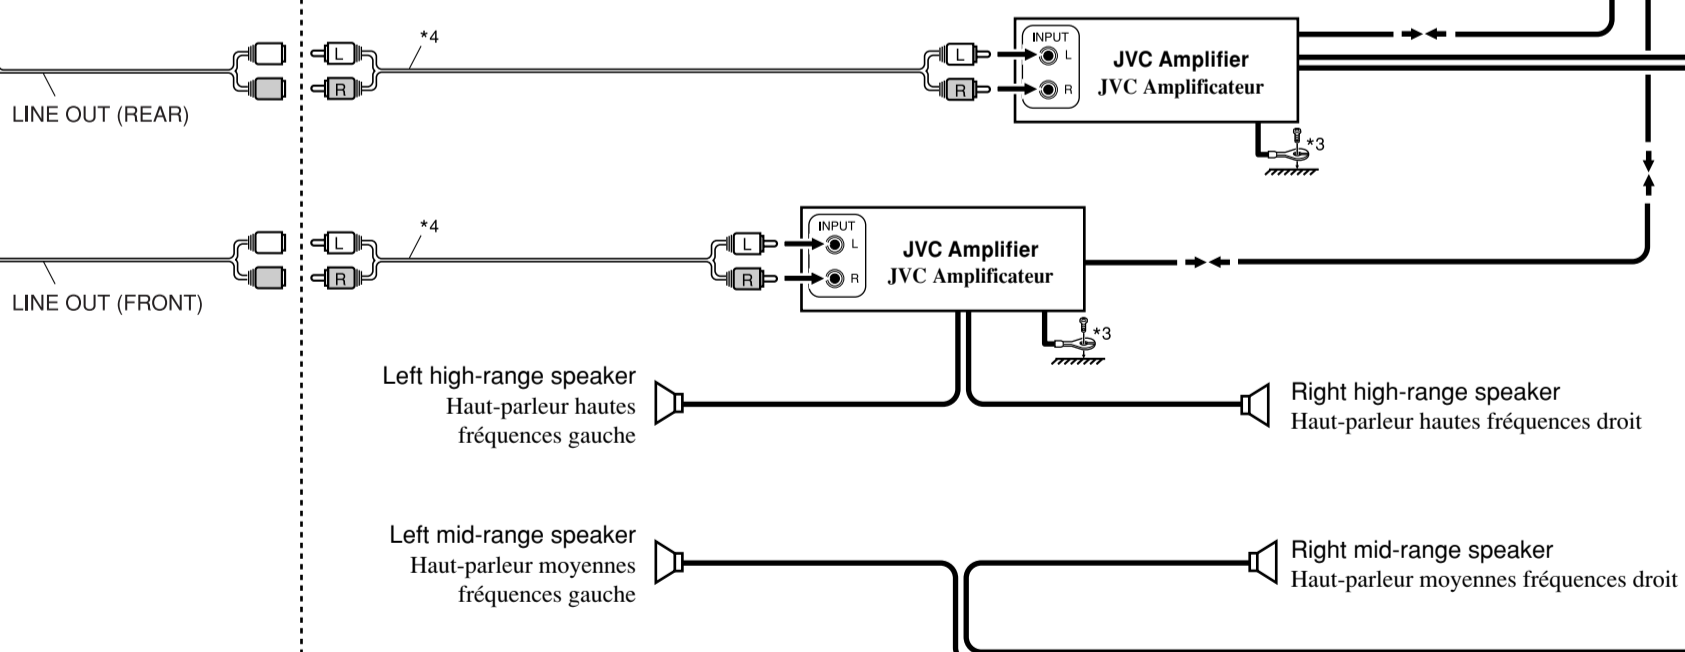 *4
L
R
L
R
INPUT
L
R
JVC Amplifier
JVC Amplificateur
LINE OUT (REAR)
*3
*4
L
R
L
R
INPUT
L
R
JVC Amplifier
JVC Amplificateur
LINE OUT (FRONT)
*3
Left high-range speaker
Haut-parleur hautes
fréquences gauche
Right high-range speaker
Haut-parleur hautes fréquences droit
Left mid-range speaker
Haut-parleur moyennes
fréquences gauche
Right mid-range speaker
Haut-parleur moyennes fréquences droit